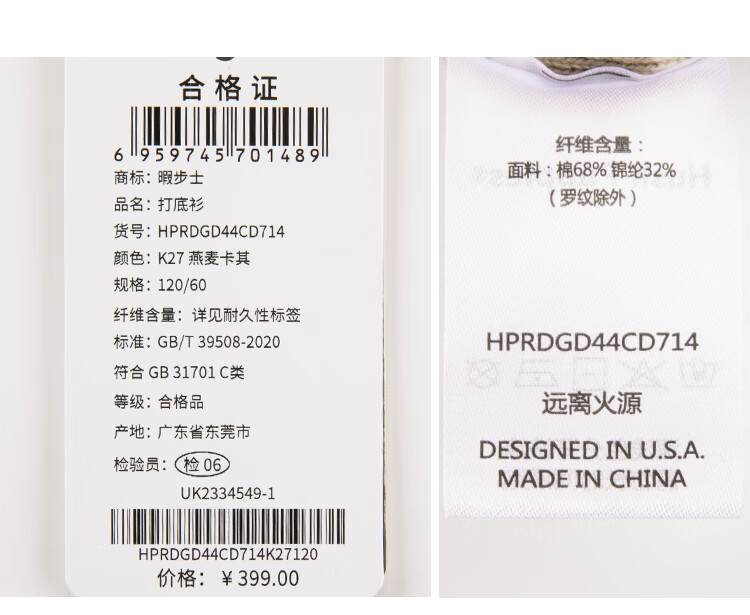 合格证
6 959745 701489
商标：暇步士
品名：打底衫
货号：HPRDGD44CD714
颜色：K27 燕麦卡其
规格：120/60
纤维含量：详见耐久性标签
标准：GB/T 39508-2020
符合 GB 31701 C类
等级：合格品
产地：广东省东莞市
检验员：检 06
UK2334549-1
HPRDGD44CD714K27120
价格：￥399.00
纤维含量：
面料：棉68% 锦纶32%
（罗纹除外）
HPRDGD44CD714
远离火源
DESIGNED IN U.S.A.
MADE IN CHINA